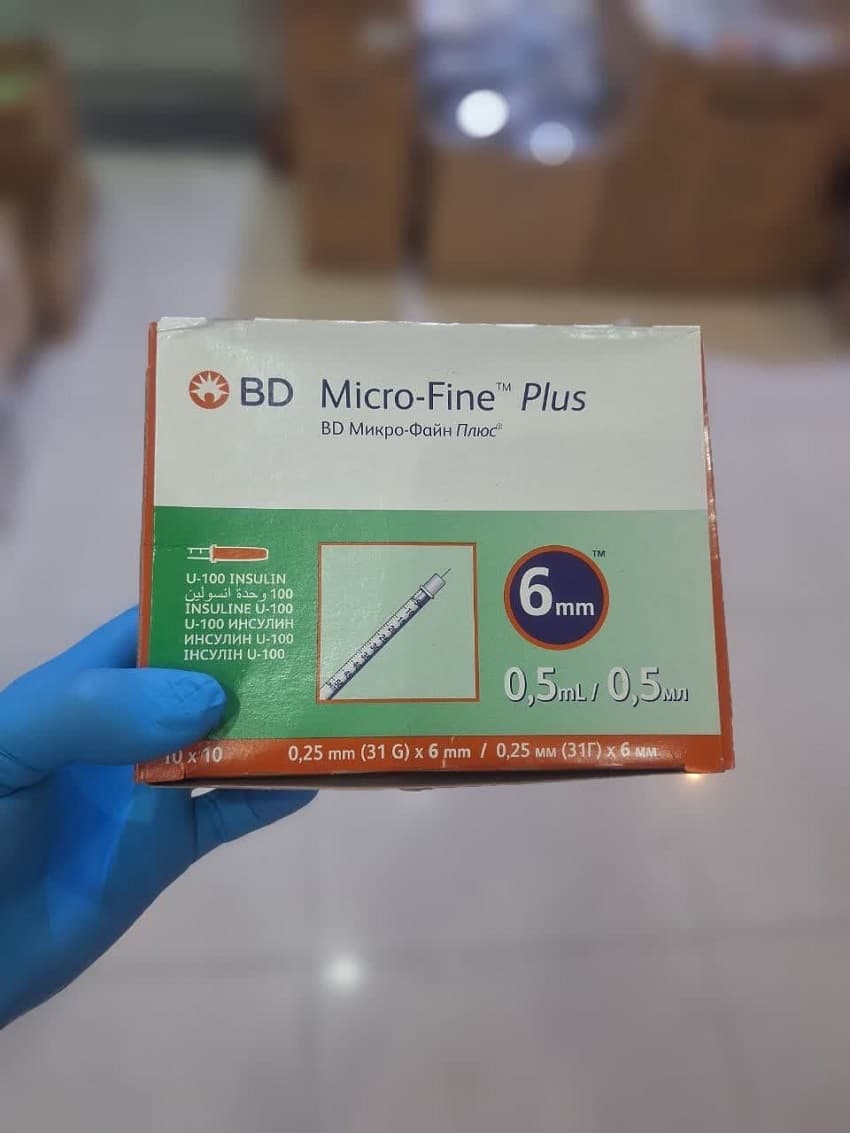 BD Micro-Fine™ Plus
BD Микро-Файн Плюс®
U-100 INSULIN
100 وحدة انسولين
INSULINE U-100
U-100 ИНСУЛИН
ИНСУЛИН U-100
ІНСУЛІН U-100
6mm™
0,5mL / 0,5мл
10 x 10
0,25 mm (31 G) x 6 mm / 0,25 мм (31Г) x 6 мм